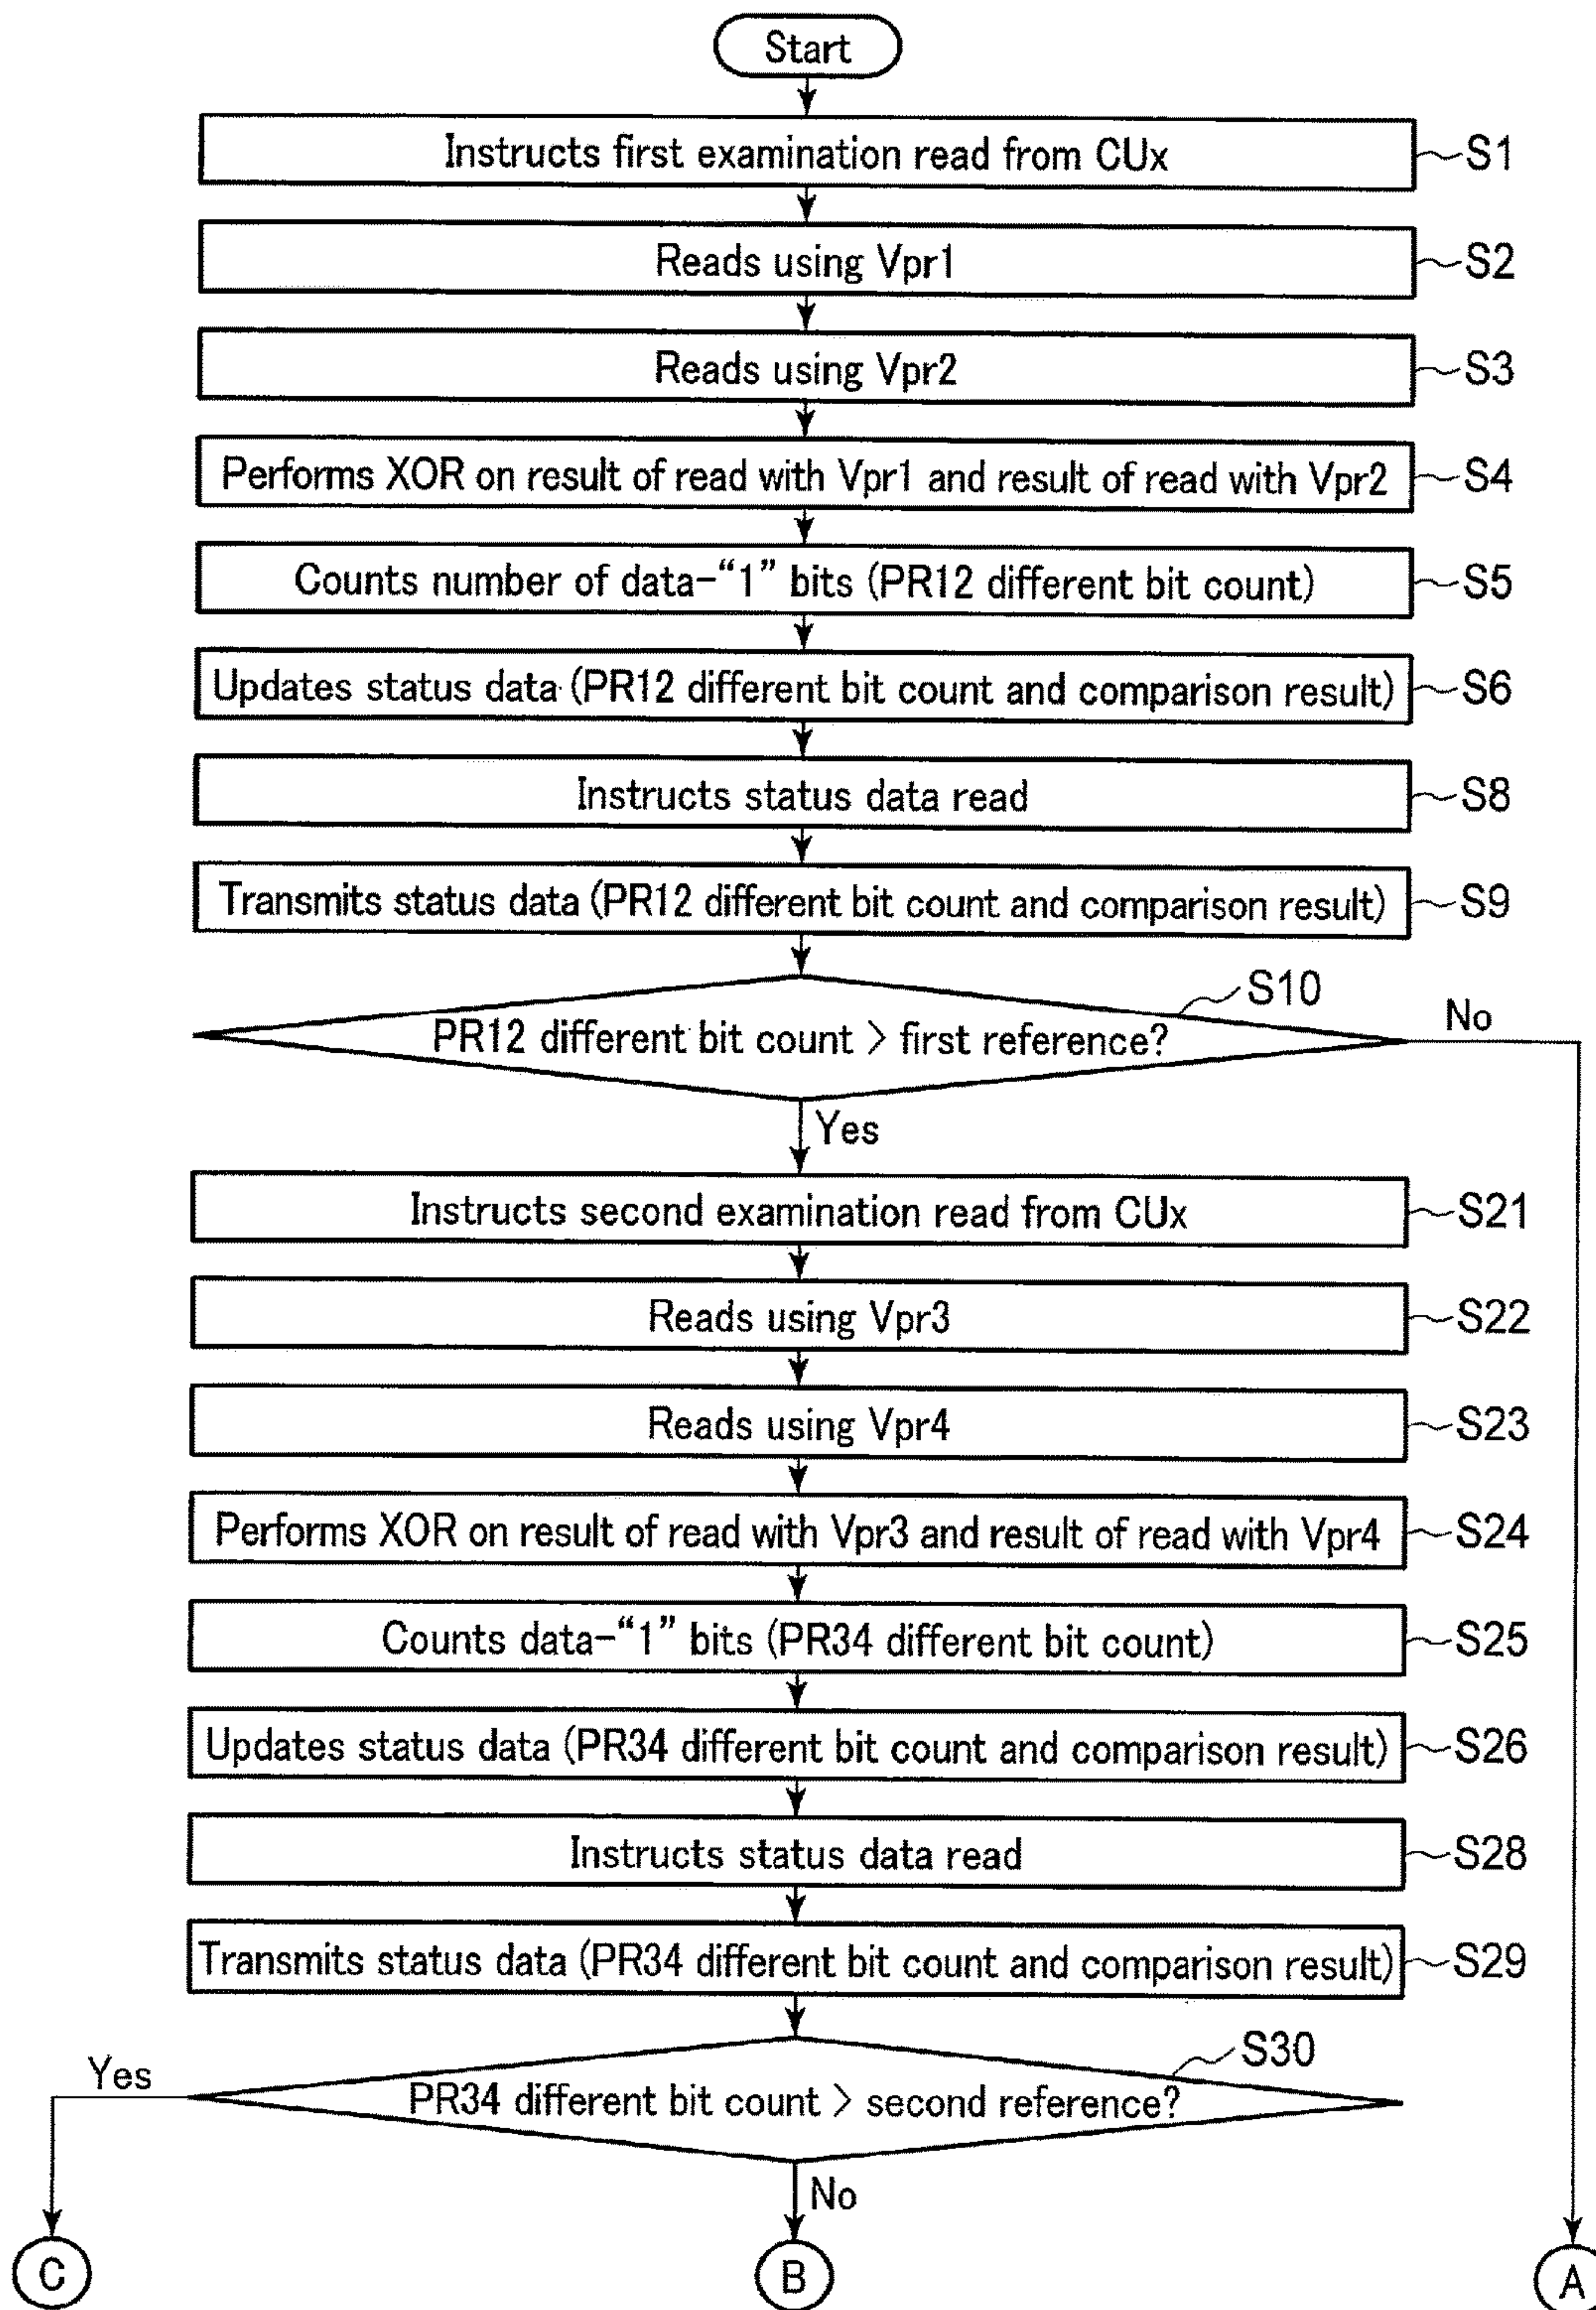 Start
Instructs first examination read from CUx
S1
Reads using Vpr1
S2
Reads using Vpr2
S3
Performs XOR on result of read with Vpr1 and result of read with Vpr2
S4
Counts number of data-“1” bits (PR12 different bit count)
S5
Updates status data (PR12 different bit count and comparison result)
S6
Instructs status data read
S8
Transmits status data (PR12 different bit count and comparison result)
S9
S10
PR12 different bit count > first reference?
No
Yes
Instructs second examination read from CUx
S21
Reads using Vpr3
S22
Reads using Vpr4
S23
Performs XOR on result of read with Vpr3 and result of read with Vpr4
S24
Counts data-“1” bits (PR34 different bit count)
S25
Updates status data (PR34 different bit count and comparison result)
S26
Instructs status data read
S28
Transmits status data (PR34 different bit count and comparison result)
S29
S30
Yes
PR34 different bit count > second reference?
No
C
B
A